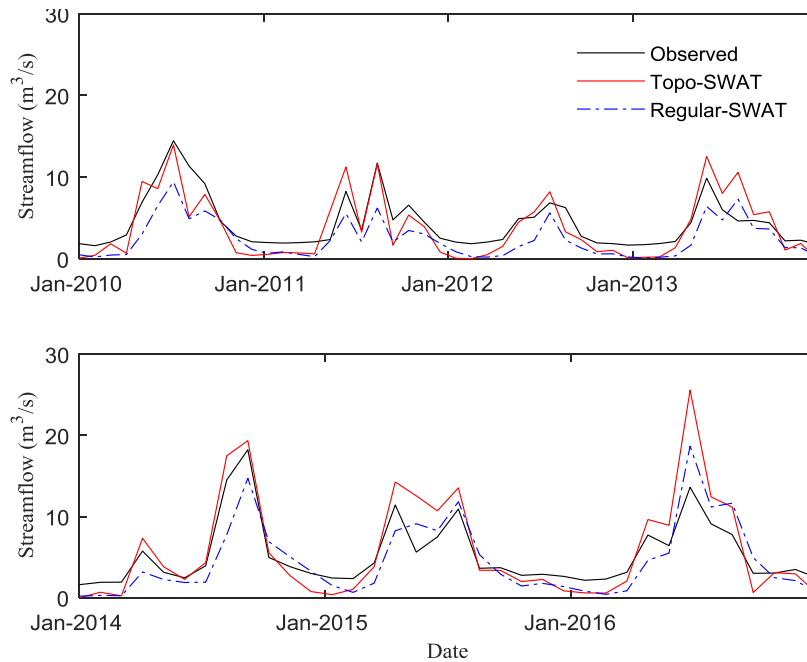 30
20
10
0
Streamflow (m³/s)
Observed
Topo-SWAT
Regular-SWAT
Jan-2010
Jan-2011
Jan-2012
Jan-2013
30
20
10
0
Streamflow (m³/s)
Jan-2014
Jan-2015
Jan-2016
Date